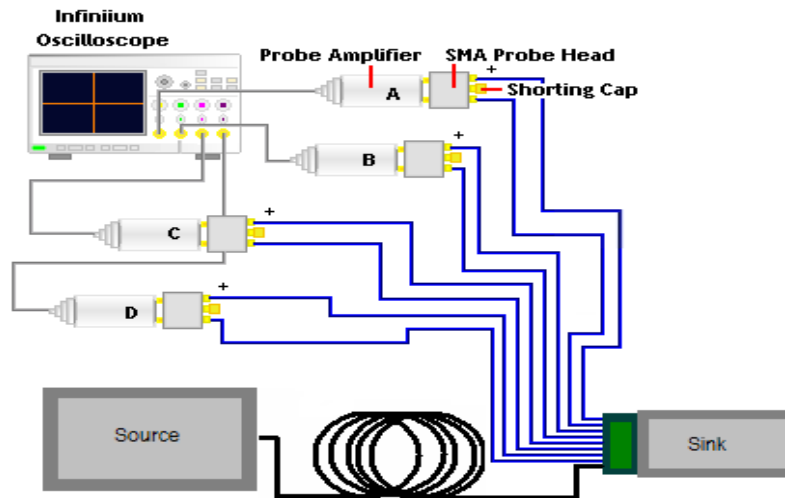 Infiniium
Oscilloscope
Probe Amplifier
SMA Probe Head
+
Shorting Cap
A
+
B
+
C
+
D
Source
Sink